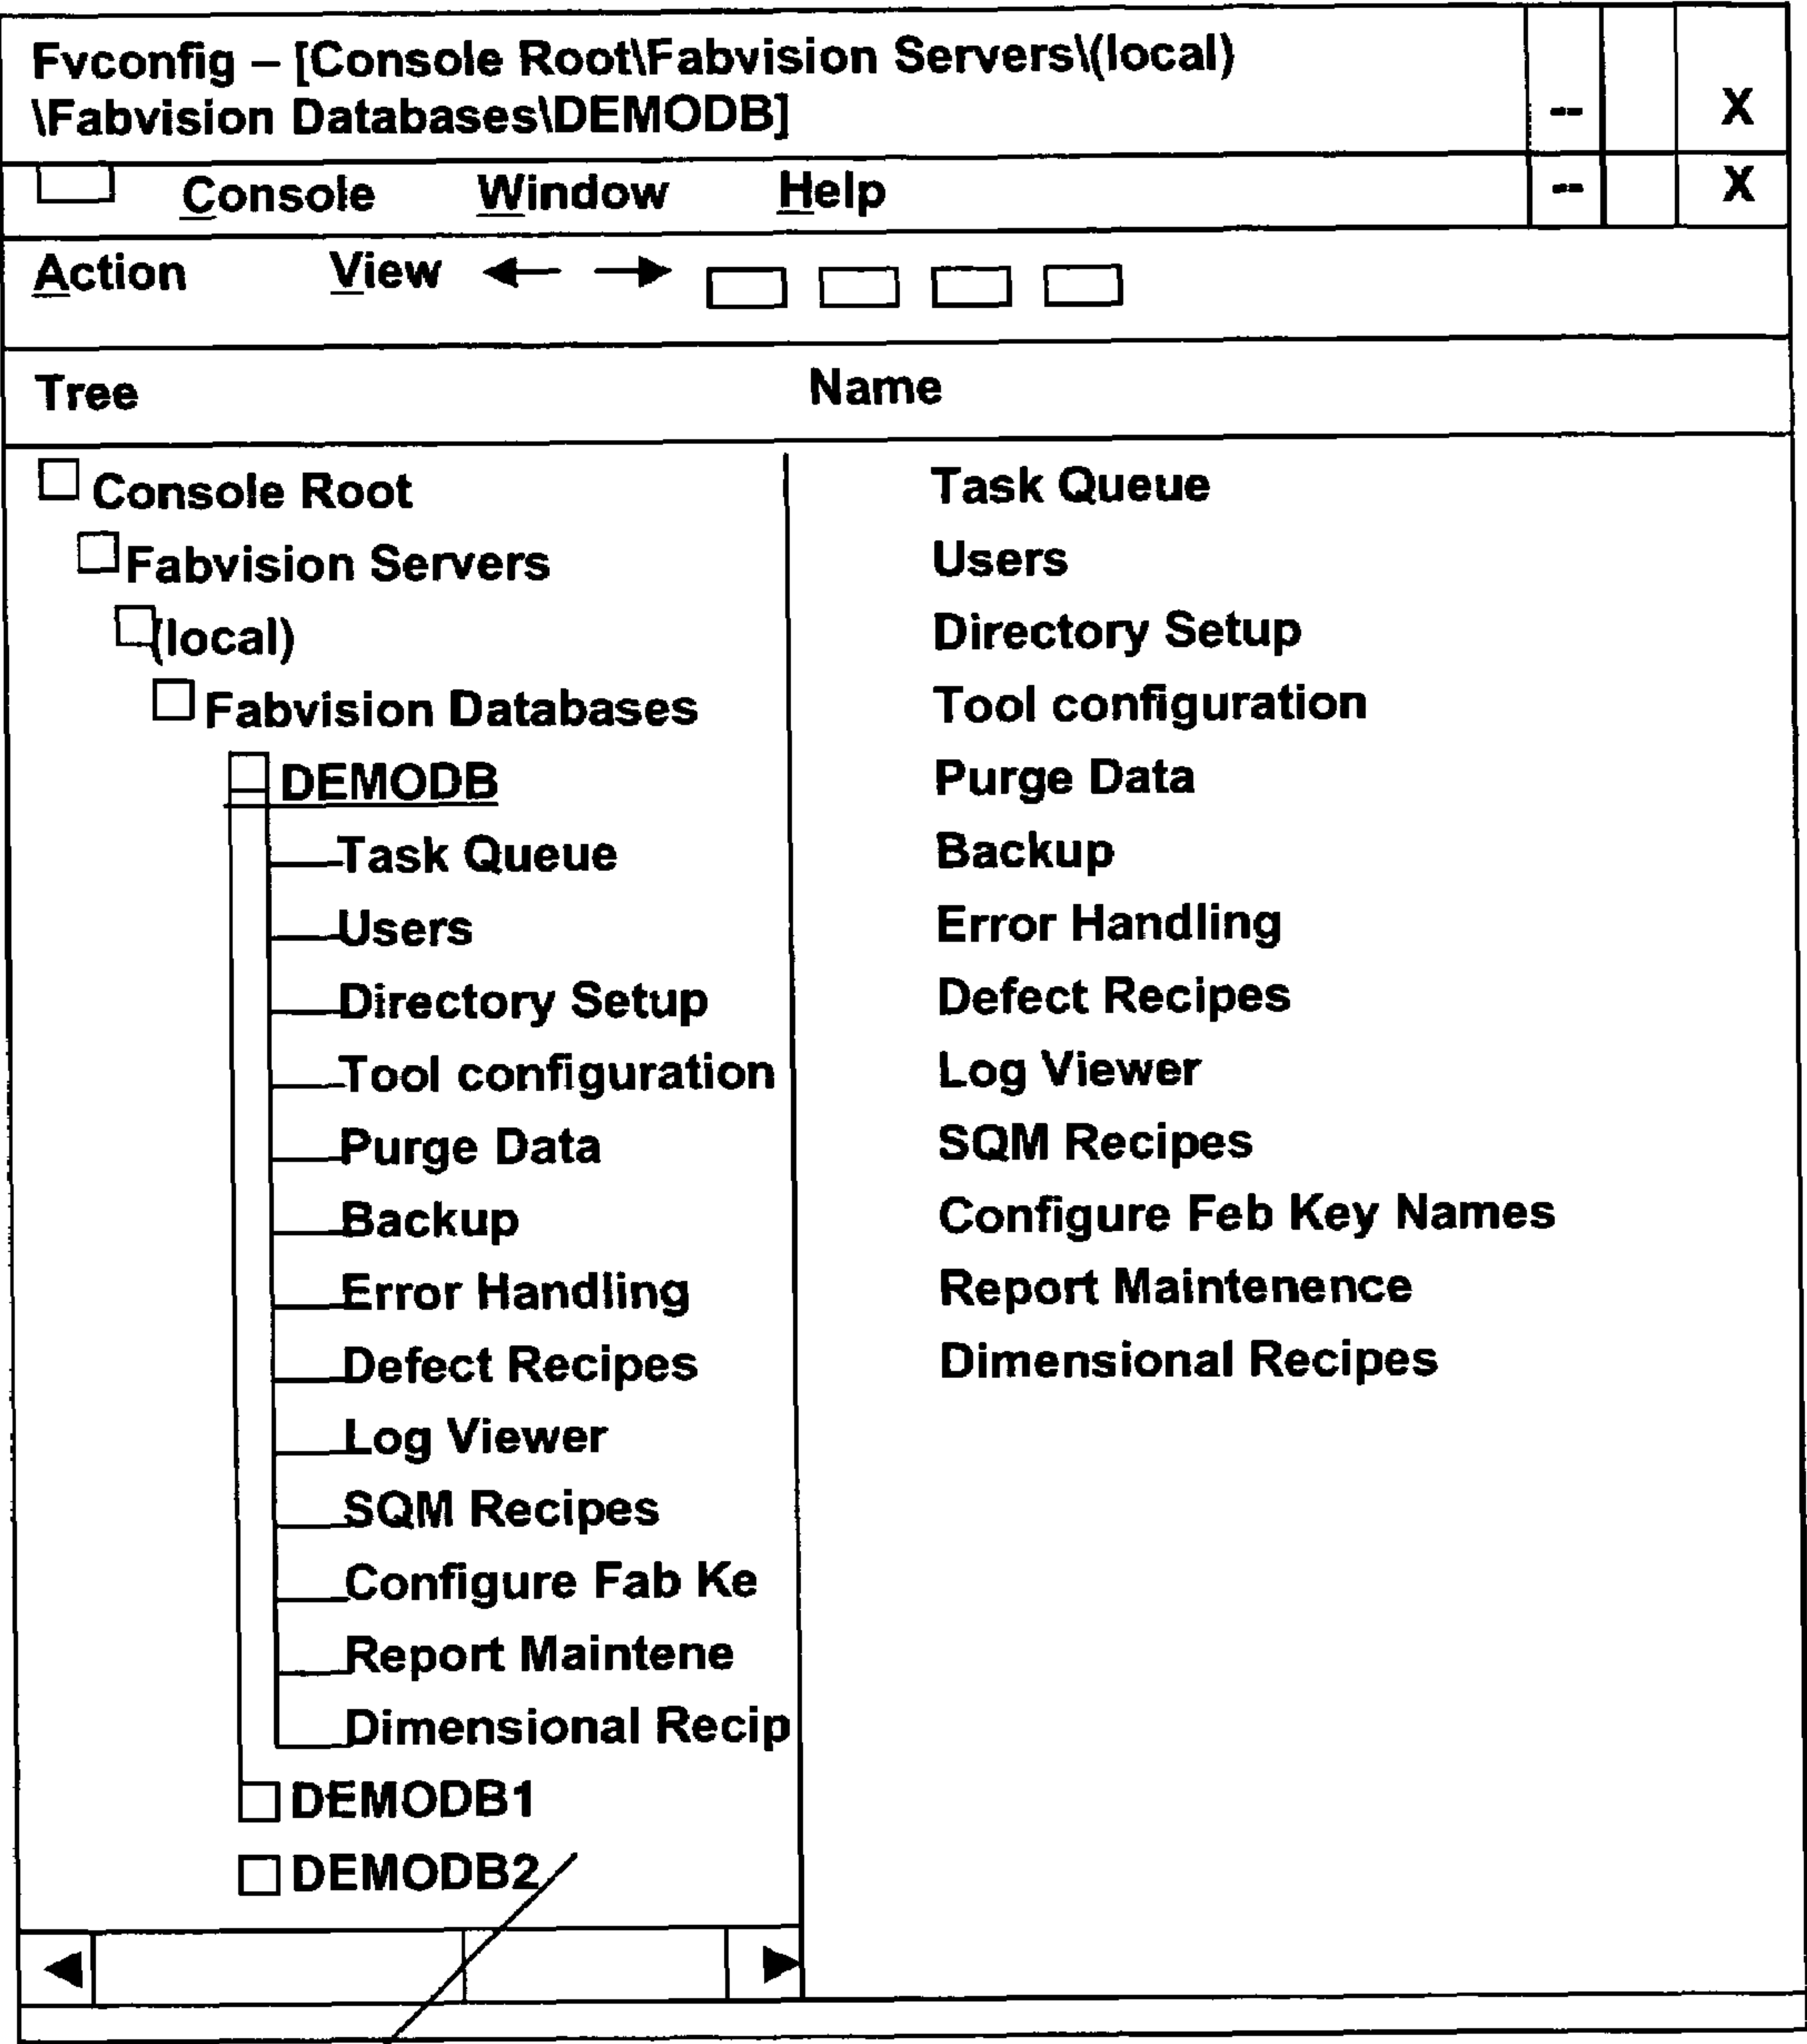 Fvconfig – [Console Root\Fabvision Servers\(local)
\Fabvision Databases\DEMODB]
-- X
Console Window Help -- X
Action View
Tree Name
Console Root
Fabvision Servers
(local)
Fabvision Databases
DEMODB
Task Queue
Users
Directory Setup
Tool configuration
Purge Data
Backup
Error Handling
Defect Recipes
Log Viewer
SQM Recipes
Configure Fab Ke
Report Maintene
Dimensional Recip
DEMODB1
DEMODB2
Task Queue
Users
Directory Setup
Tool configuration
Purge Data
Backup
Error Handling
Defect Recipes
Log Viewer
SQM Recipes
Configure Feb Key Names
Report Maintenence
Dimensional Recipes